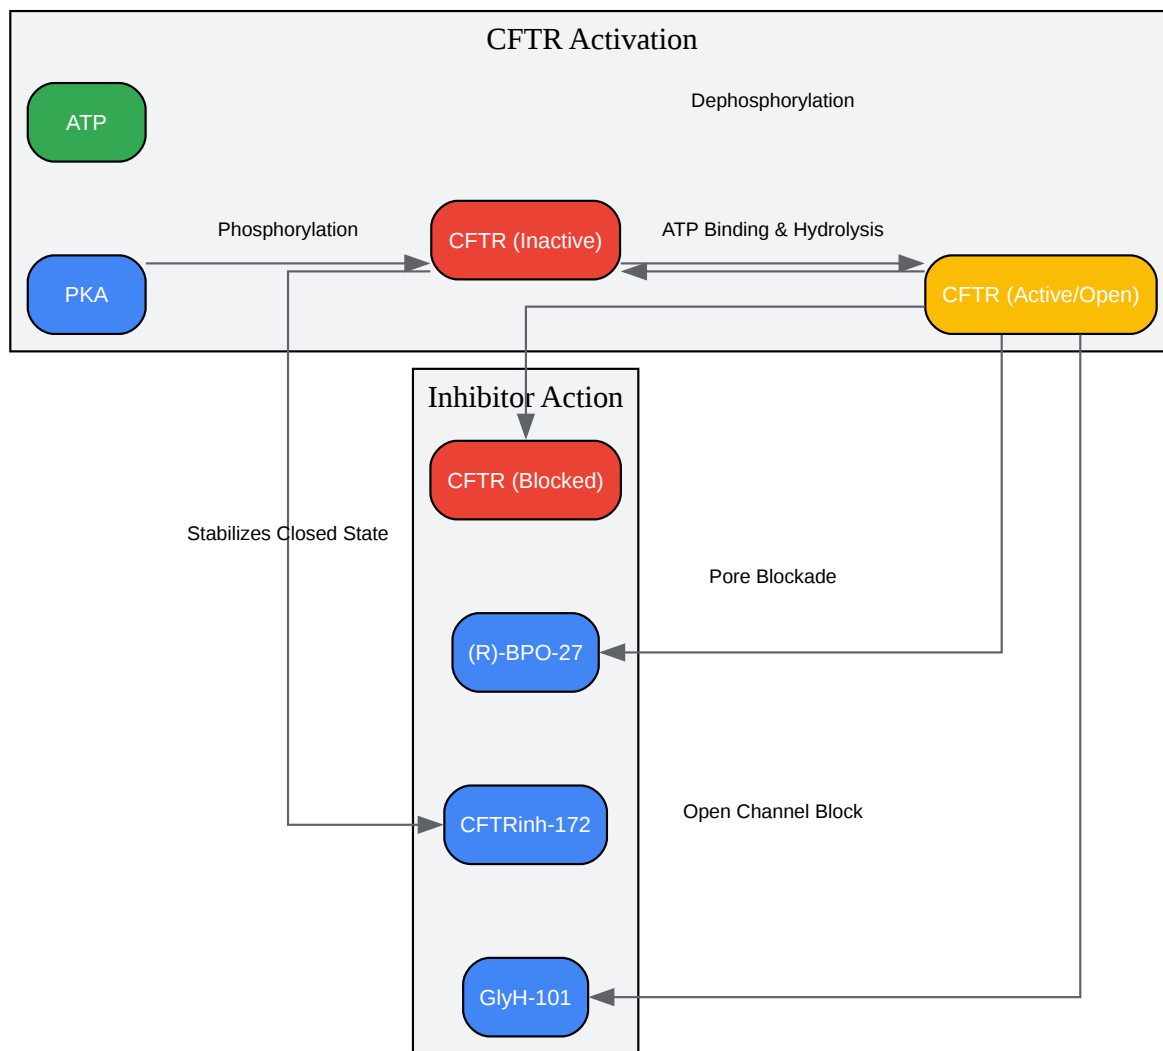 CFTR Activation
ATP
Dephosphorylation
Phosphorylation
CFTR (Inactive)
ATP Binding & Hydrolysis
PKA
CFTR (Active/Open)
Inhibitor Action
CFTR (Blocked)
Stabilizes Closed State
Pore Blockade
(R)-BPO-27
Open Channel Block
CFTRinh-172
GlyH-101